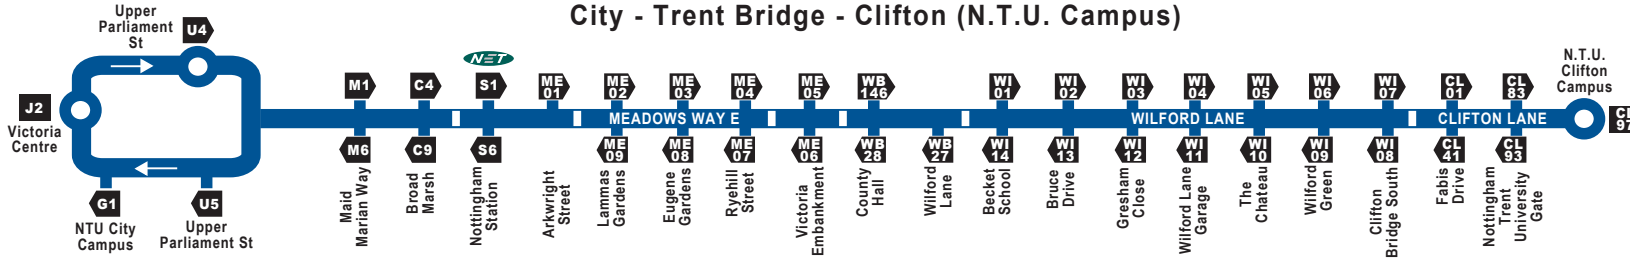 City - Trent Bridge - Clifton (N.T.U. Campus)
Upper
Parliament
St
U4
J2
Victoria
Centre
G1
NTU City
Campus
U5
Upper
Parliament St
NET
M1
C4
S1
ME
01
ME
02
ME
03
ME
04
ME
05
WB
146
WI
01
WI
02
WI
03
WI
04
WI
05
WI
06
WI
07
CL
01
CL
83
N.T.U.
Clifton
Campus
MEADOWS WAY E
WILFORD LANE
CLIFTON LANE
M6
C9
S6
ME
09
ME
08
ME
07
ME
06
WB
28
WB
27
WI
14
WI
13
WI
12
WI
11
WI
10
WI
09
WI
08
CL
41
CL
93
Maid
Marian Way
Broad
Marsh
Nottingham
Station
Arkwright
Street
Lammas
Gardens
Eugene
Gardens
Ryehill
Street
Victoria
Embankment
County
Hall
Wilford
Lane
Becket
School
Bruce
Drive
Gresham
Close
Wilford Lane
Garage
The
Chateau
Wilford
Green
Clifton
Bridge South
Fabis
Drive
Nottingham
Trent
University
Gate